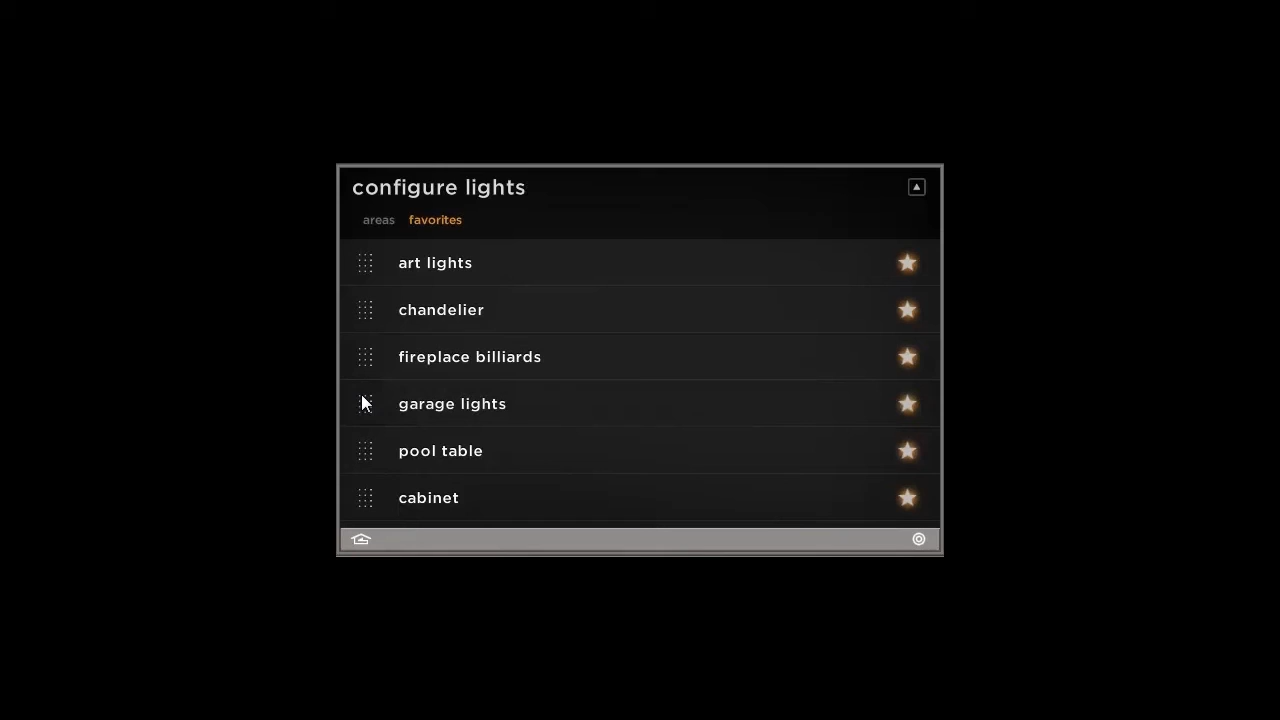 configure lights
areas favorites
art lights
chandelier
fireplace billiards
garage lights
pool table
cabinet